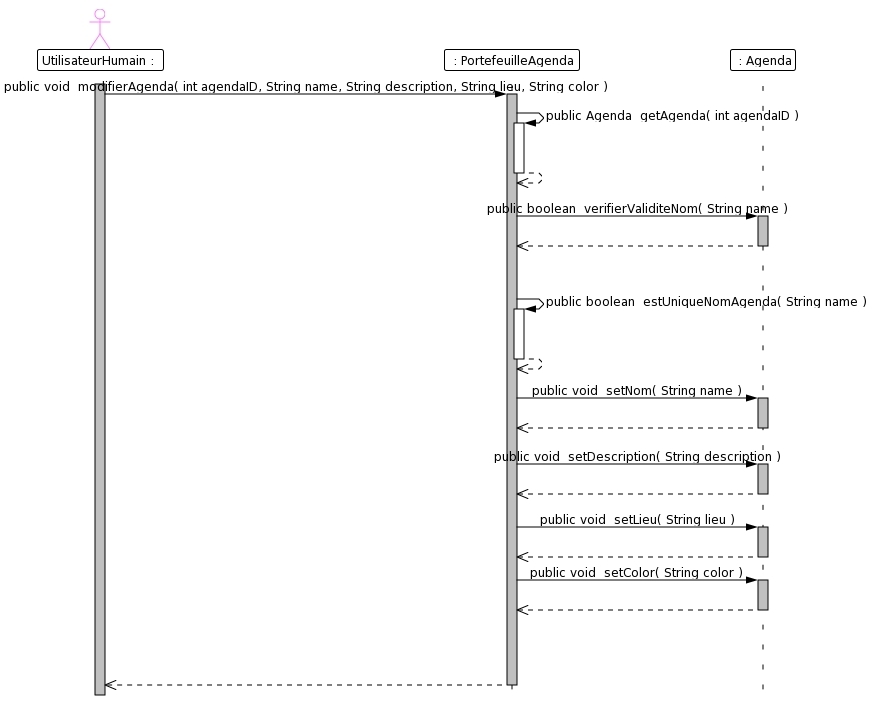 UtilisateurHumain :
: PortefeuilleAgenda
: Agenda
public void modifierAgenda( int agendaID, String name, String description, String lieu, String color )
public Agenda getAgenda( int agendaID )
public boolean verifierValiditeNom( String name )
public boolean estUniqueNomAgenda( String name )
public void setNom( String name )
public void setDescription( String description )
public void setLieu( String lieu )
public void setColor( String color )